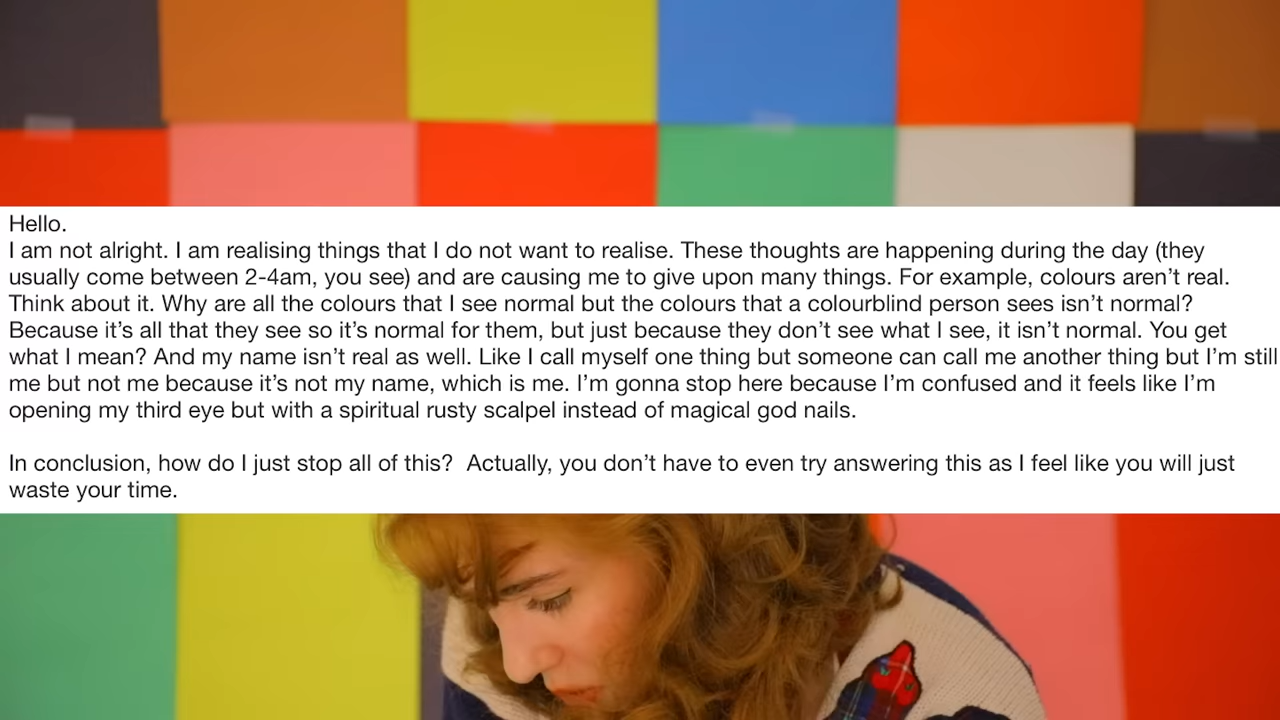 Hello.
I am not alright. I am realising things that I do not want to realise. These thoughts are happening during the day (they
usually come between 2-4am, you see) and are causing me to give upon many things. For example, colours aren't real.
Think about it. Why are all the colours that I see normal but the colours that a colourblind person sees isn't normal?
Because it's all that they see so it's normal for them, but just because they don't see what I see, it isn't normal. You get
what I mean? And my name isn't real as well. Like I call myself one thing but someone can call me another thing but I'm still
me but not me because it's not my name, which is me. I'm gonna stop here because I'm confused and it feels like I'm
opening my third eye but with a spiritual rusty scalpel instead of magical god nails.
In conclusion, how do I just stop all of this?  Actually, you don't have to even try answering this as I feel like you will just
waste your time.